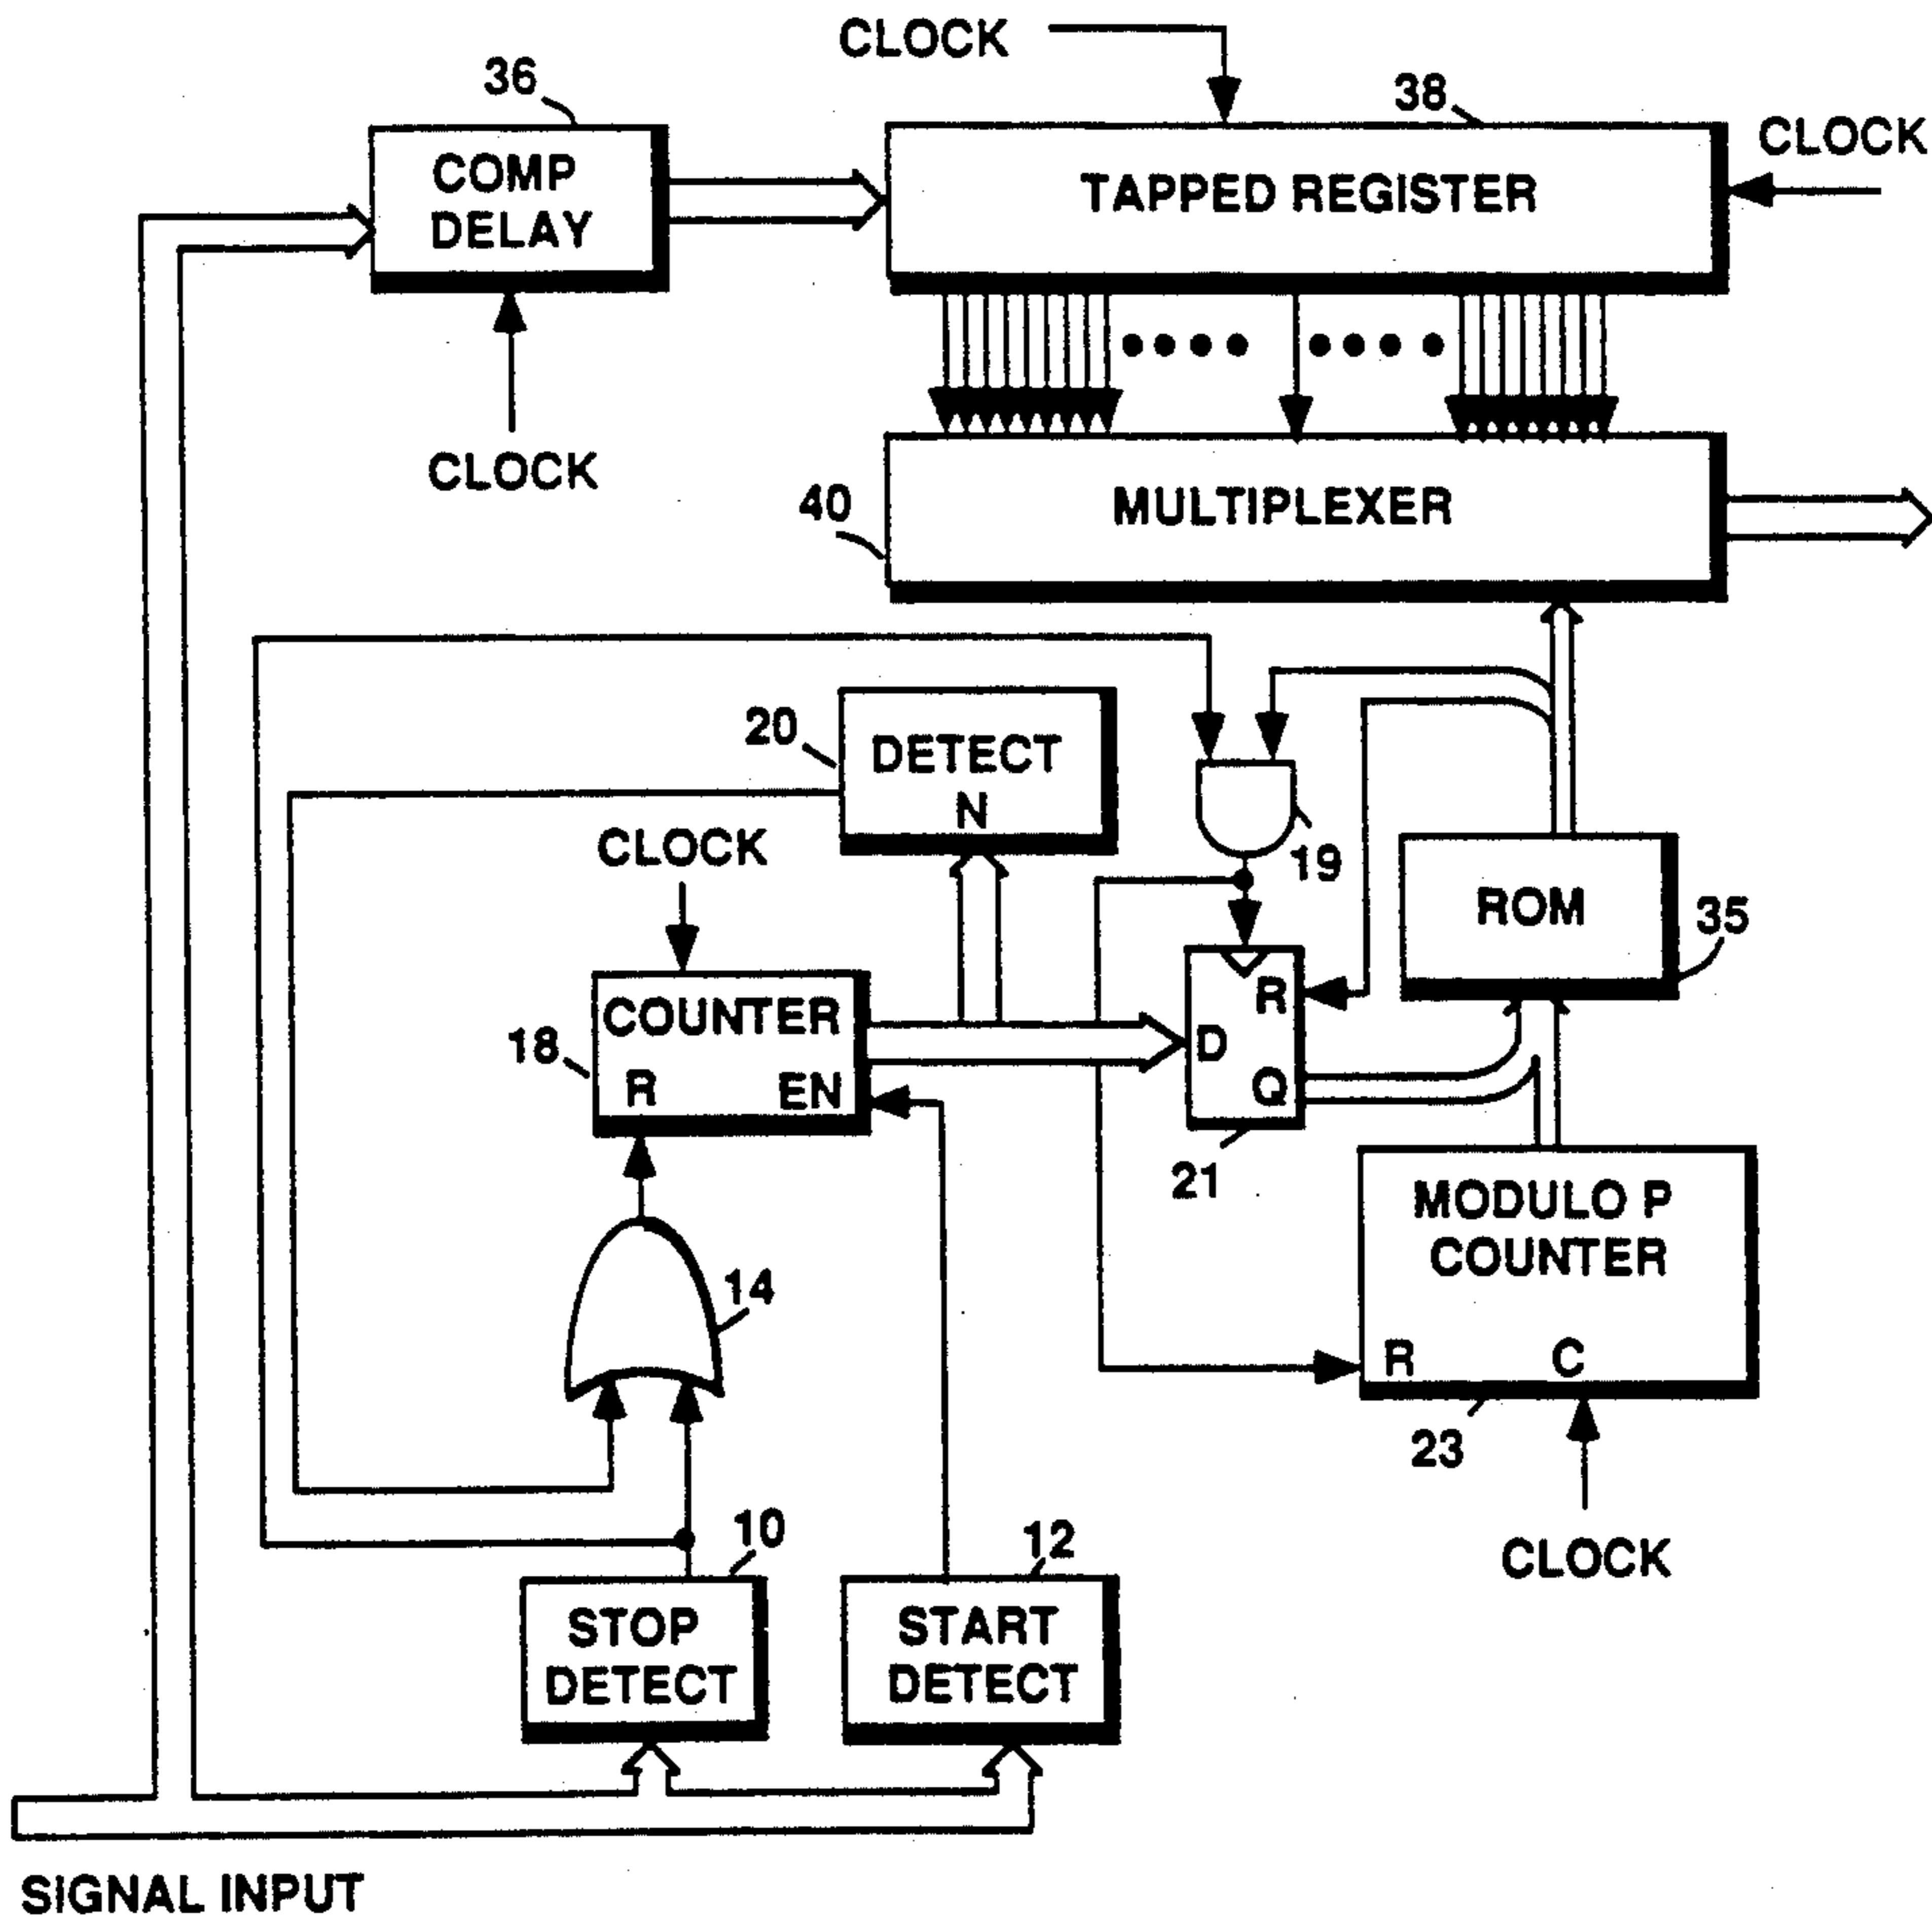 CLOCK
36
38
CLOCK
COMP
DELAY
TAPPED REGISTER
CLOCK
40
MULTIPLEXER
20
DETECT
N
CLOCK
19
ROM
35
COUNTER
18
R
EN
R
D
Q
21
MODULO P
COUNTER
14
R
C
23
10
12
CLOCK
STOP
DETECT
START
DETECT
SIGNAL INPUT